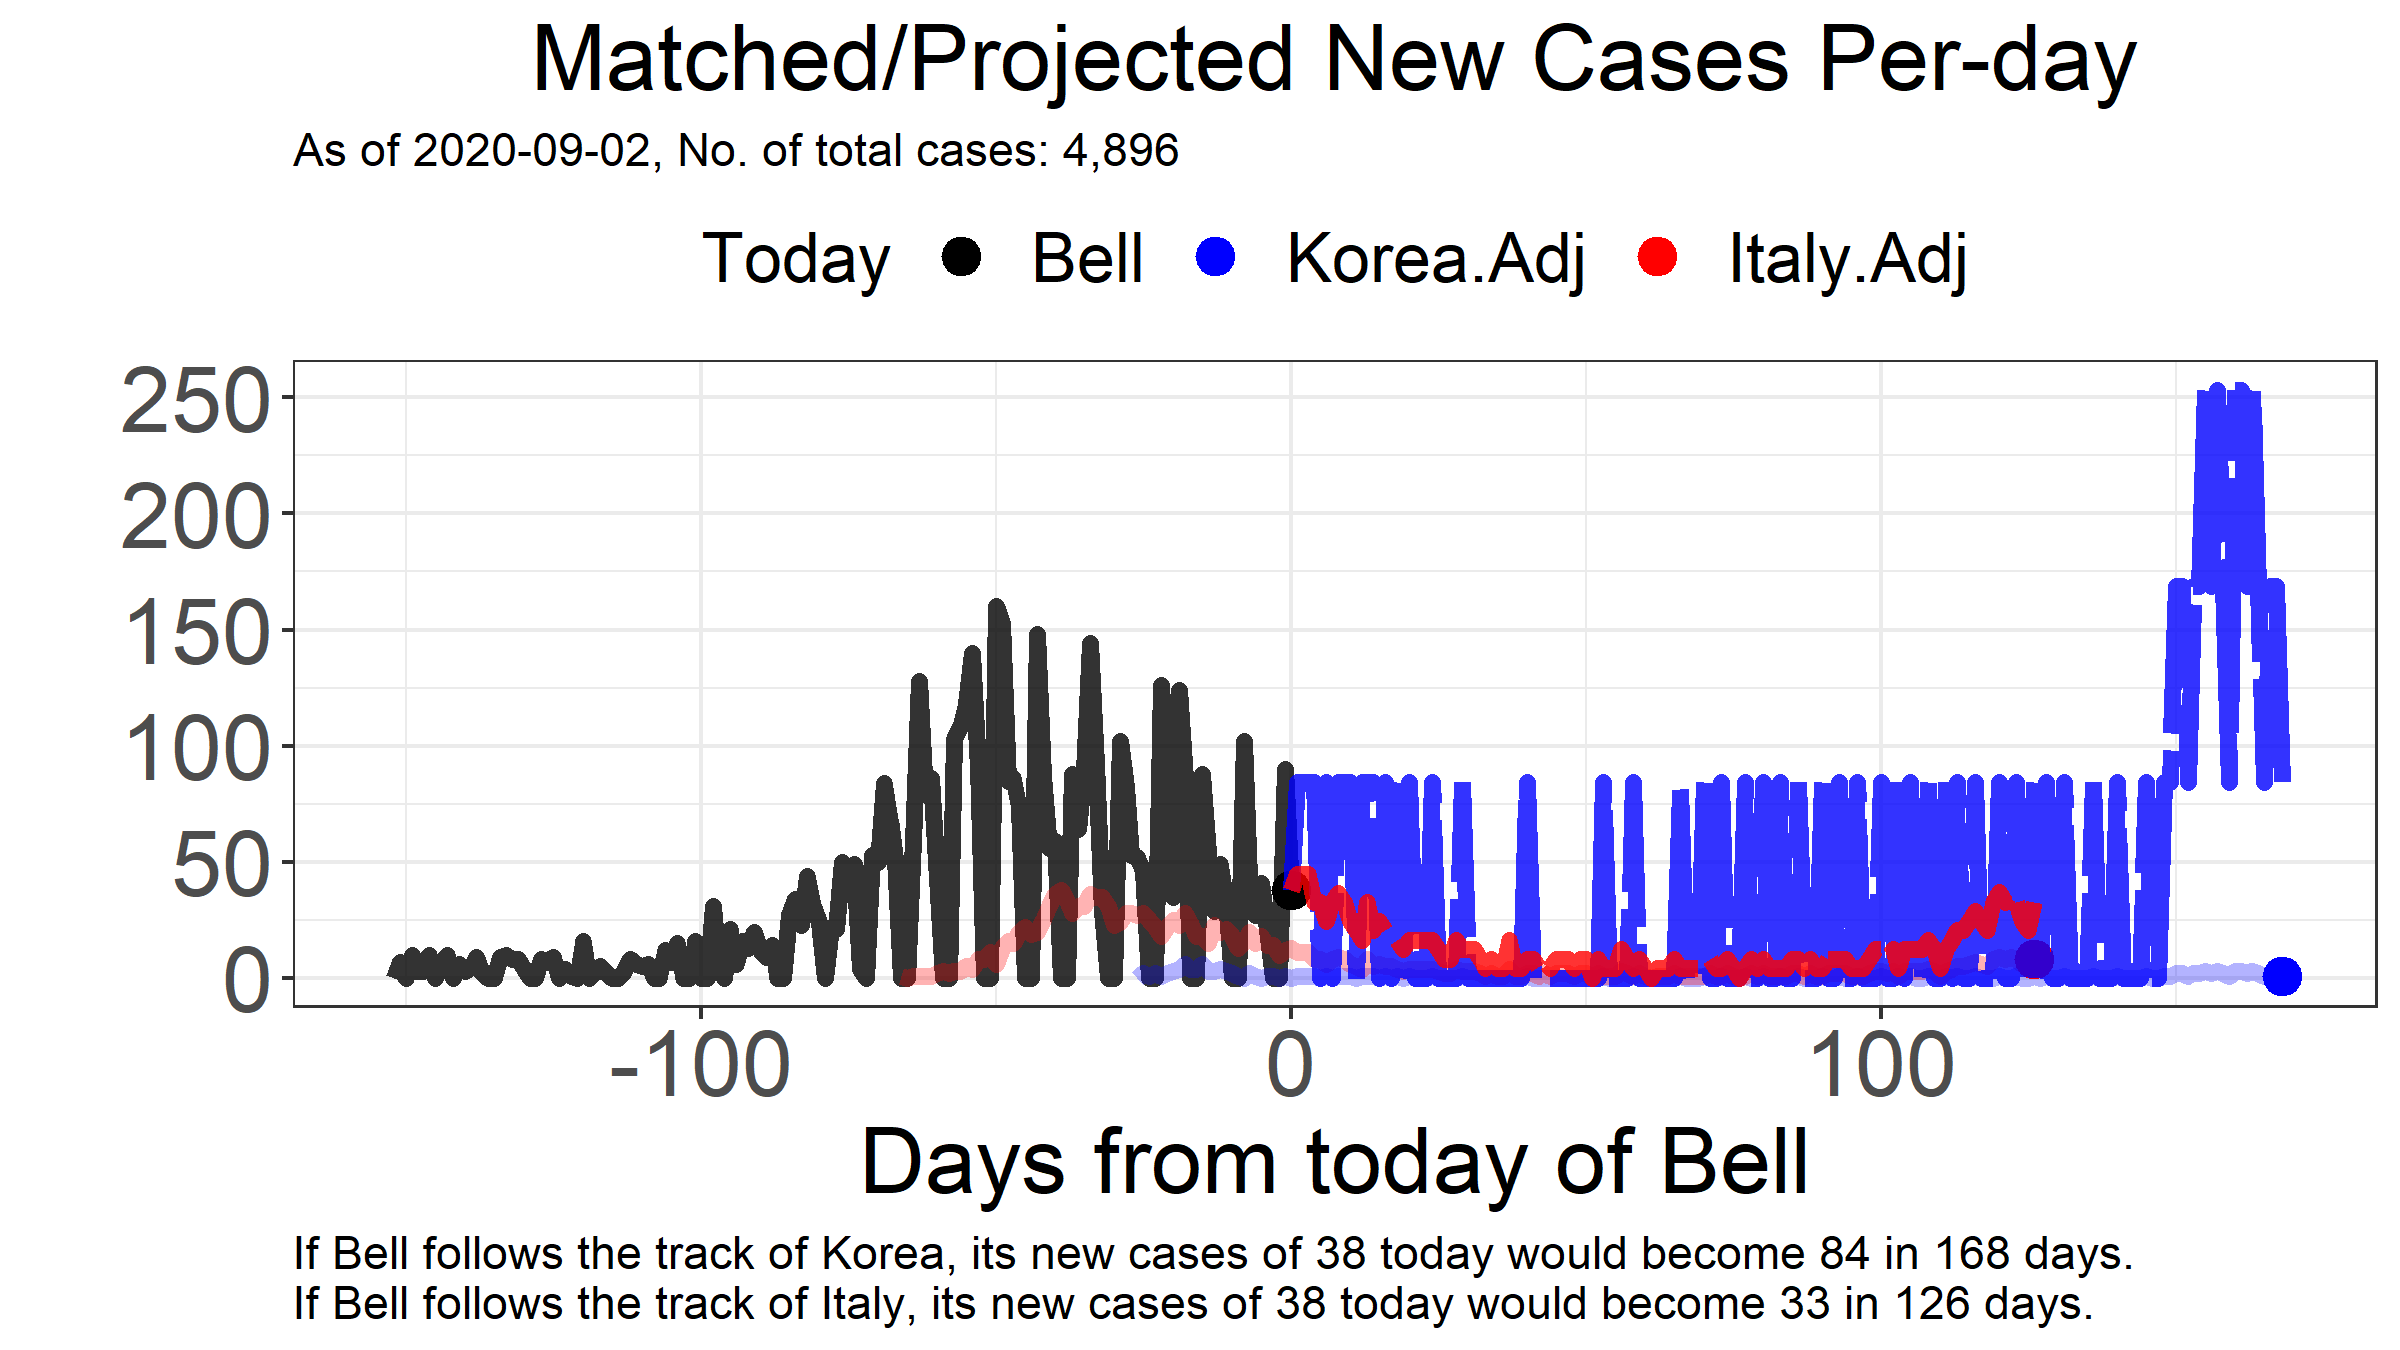 Matched/Projected New Cases Per-day
As of 2020-09-02, No. of total cases: 4,896
Today Bell Korea.Adj Italy.Adj
250
200
150
100
50
0
-100 0 100
Days from today of Bell
If Bell follows the track of Korea, its new cases of 38 today would become 84 in 168 days.
If Bell follows the track of Italy, its new cases of 38 today would become 33 in 126 days.